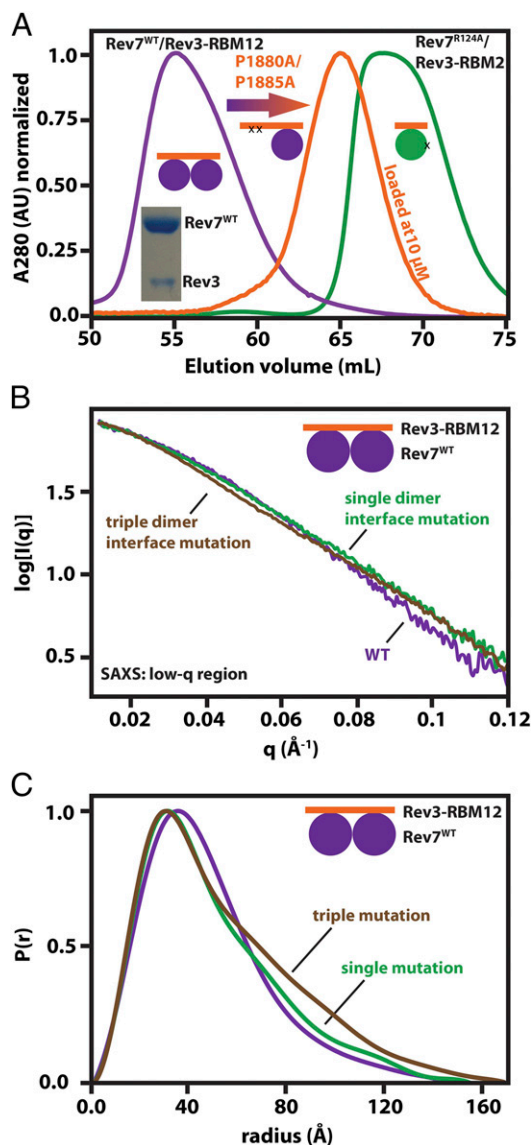 A
Rev7WT/Rev3-RBM12
Rev7R124A/
Rev3-RBM2
P1880A/
P1885A
xx
x
Rev7WT
Rev3
loaded at10 µM
A280 (AU) normalized
1.0
0.75
0.50
0.25
0.0
50 55 60 65 70 75
Elution volume (mL)
B
Rev3-RBM12
Rev7WT
single dimer
interface mutation
triple dimer
interface mutation
WT
SAXS: low-q region
log[I(q)]
1.5
1.0
0.5
0.02 0.04 0.06 0.08 0.1 0.12
q (Å-1)
C
Rev3-RBM12
Rev7WT
triple mutation
single mutation
P(r)
1.0
0.5
0.0
0.0 40 80 120 160
radius (Å)